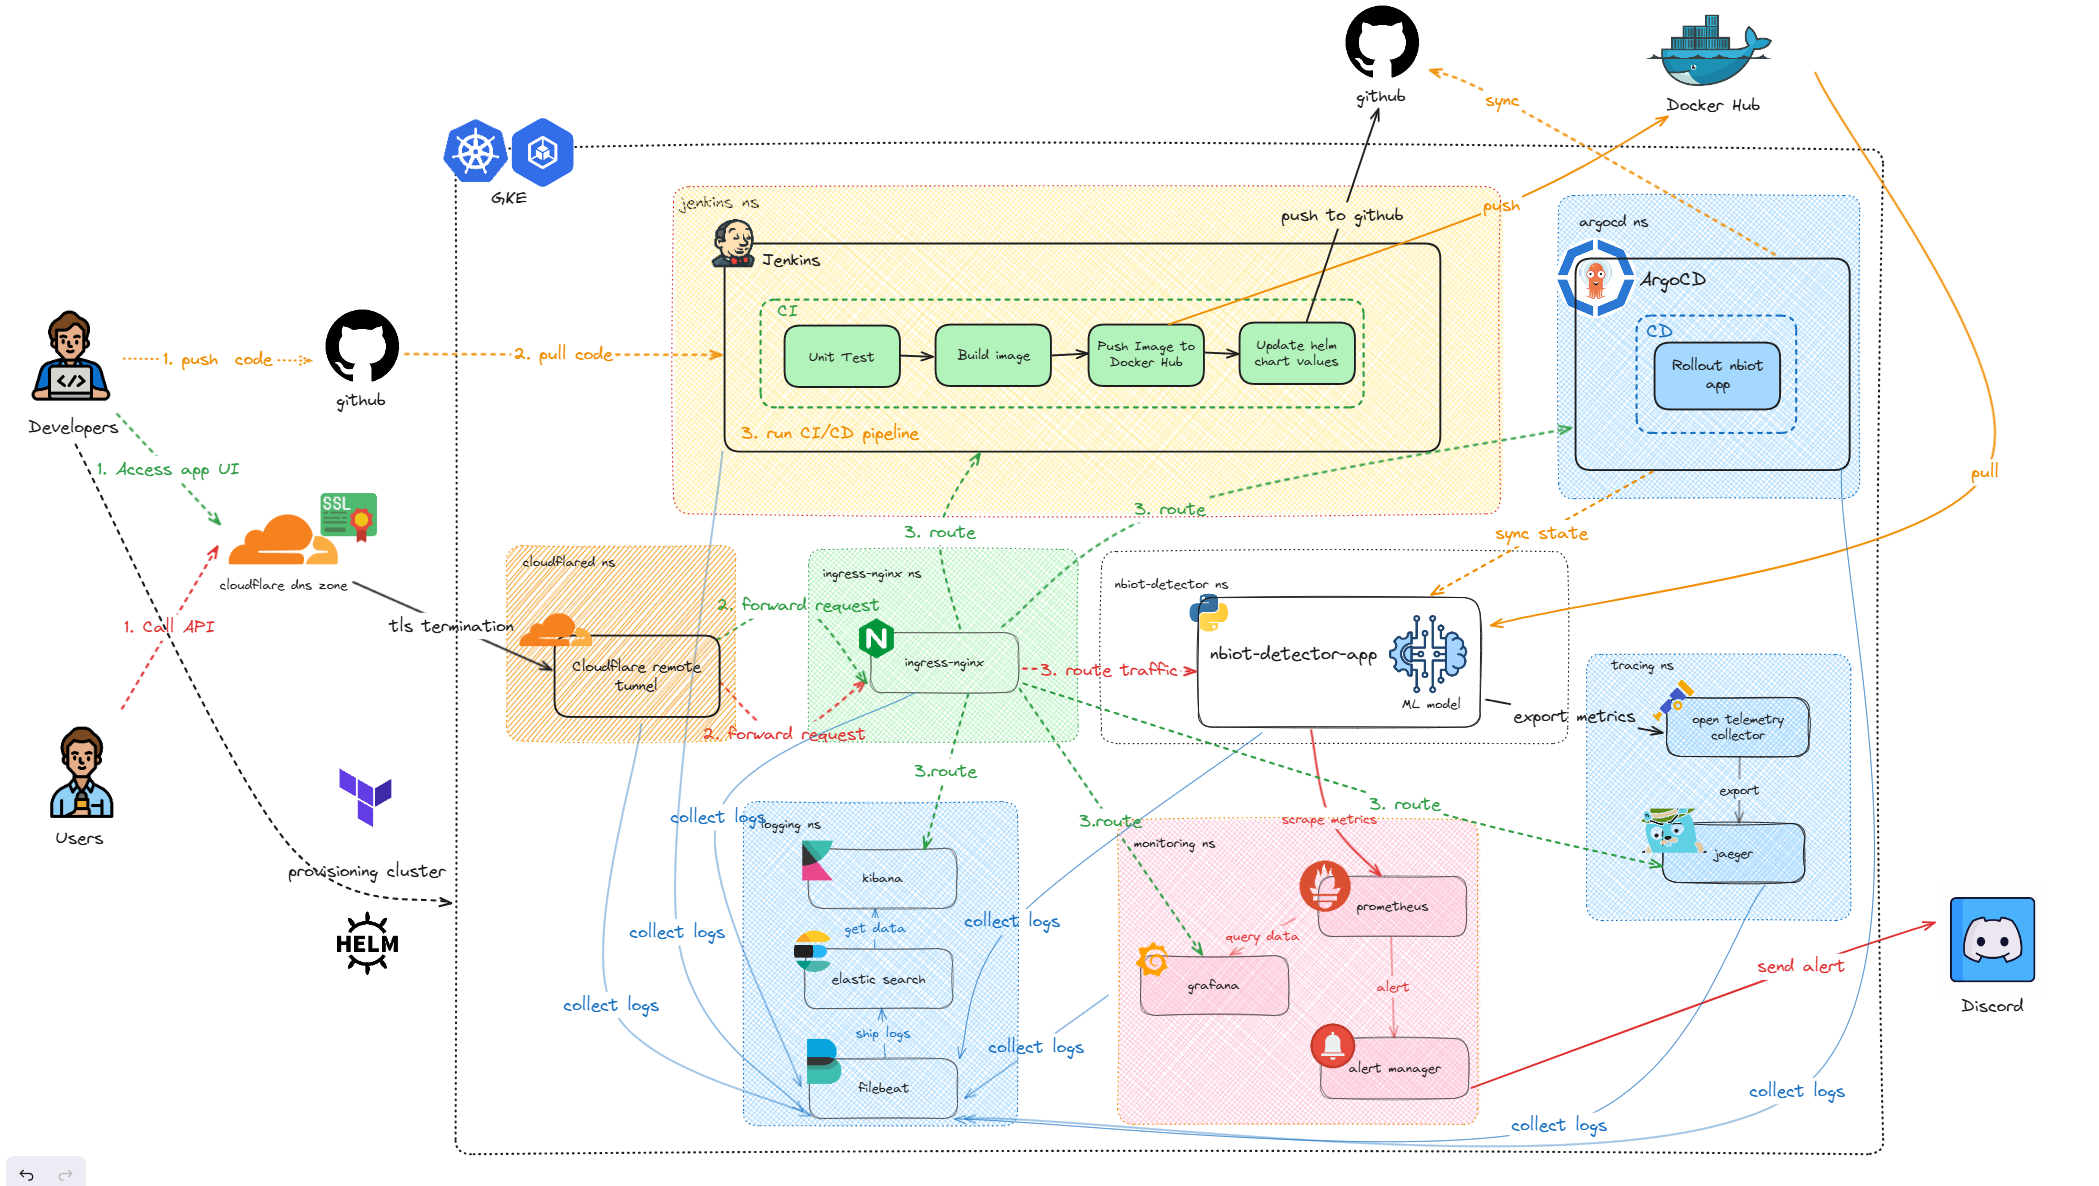 github
Docker Hub
sync
GKE
jenkins ns
push
push to github
argocd ns
Jenkins
ArgoCD
CI
CD
1. push code
2. pull code
github
Unit Test
Build image
Push Image to
Docker Hub
Update helm
chart values
Rollout nbiot
app
3. run CI/CD pipeline
Developers
1. Access app UI
pull
SSL
3. route
3. route
sync state
cloudflare dns zone
cloudflared ns
ingress-nginx ns
nbiot-detector ns
1. Call API
tls termination
2. forward request
Cloudflare remote
tunnel
ingress-nginx
3. route traffic
nbiot-detector-app
ML model
tracing ns
open telemetry
collector
export metrics
2. forward request
3.route
export
Users
collect logs
logging ns
3.route
scrape metrics
3. route
monitoring ns
jaeger
provisioning cluster
kibana
prometheus
HELM
collect logs
get data
collect logs
query data
elastic search
grafana
alert
send alert
collect logs
ship logs
collect logs
Discord
filebeat
alert manager
collect logs
collect logs